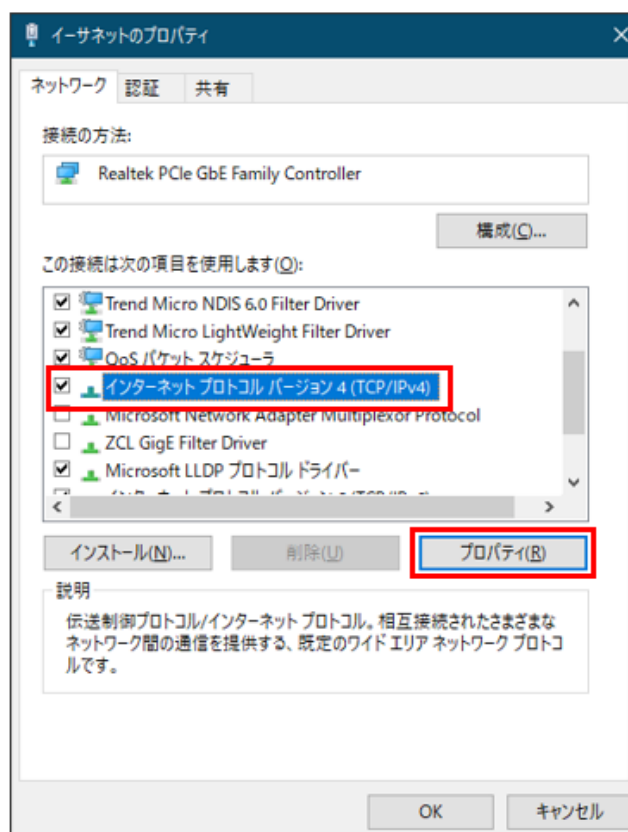 イーサネットのプロパティ
ネットワーク 認証 共有
接続の方法:
Realtek PCIe GbE Family Controller
構成(C)...
この接続は次の項目を使用します(O):
Trend Micro NDIS 6.0 Filter Driver
Trend Micro LightWeight Filter Driver
QoS パケット スケジューラ
インターネット プロトコル バージョン 4 (TCP/IPv4)
Microsoft Network Adapter Multiplexor Protocol
ZCL GigE Filter Driver
Microsoft LLDP プロトコル ドライバー
インストール(N)... 削除(U) プロパティ(R)
説明
伝送制御プロトコル/インターネット プロトコル。相互接続されたさまざまな
ネットワーク間の通信を提供する、既定のワイド エリア ネットワーク プロトコ
ルです。
OK キャンセル